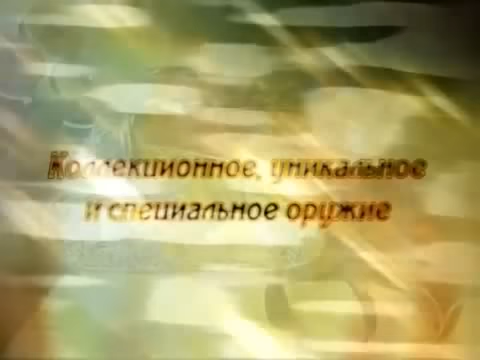 Коллекционное, уникальное
и специальное оружие